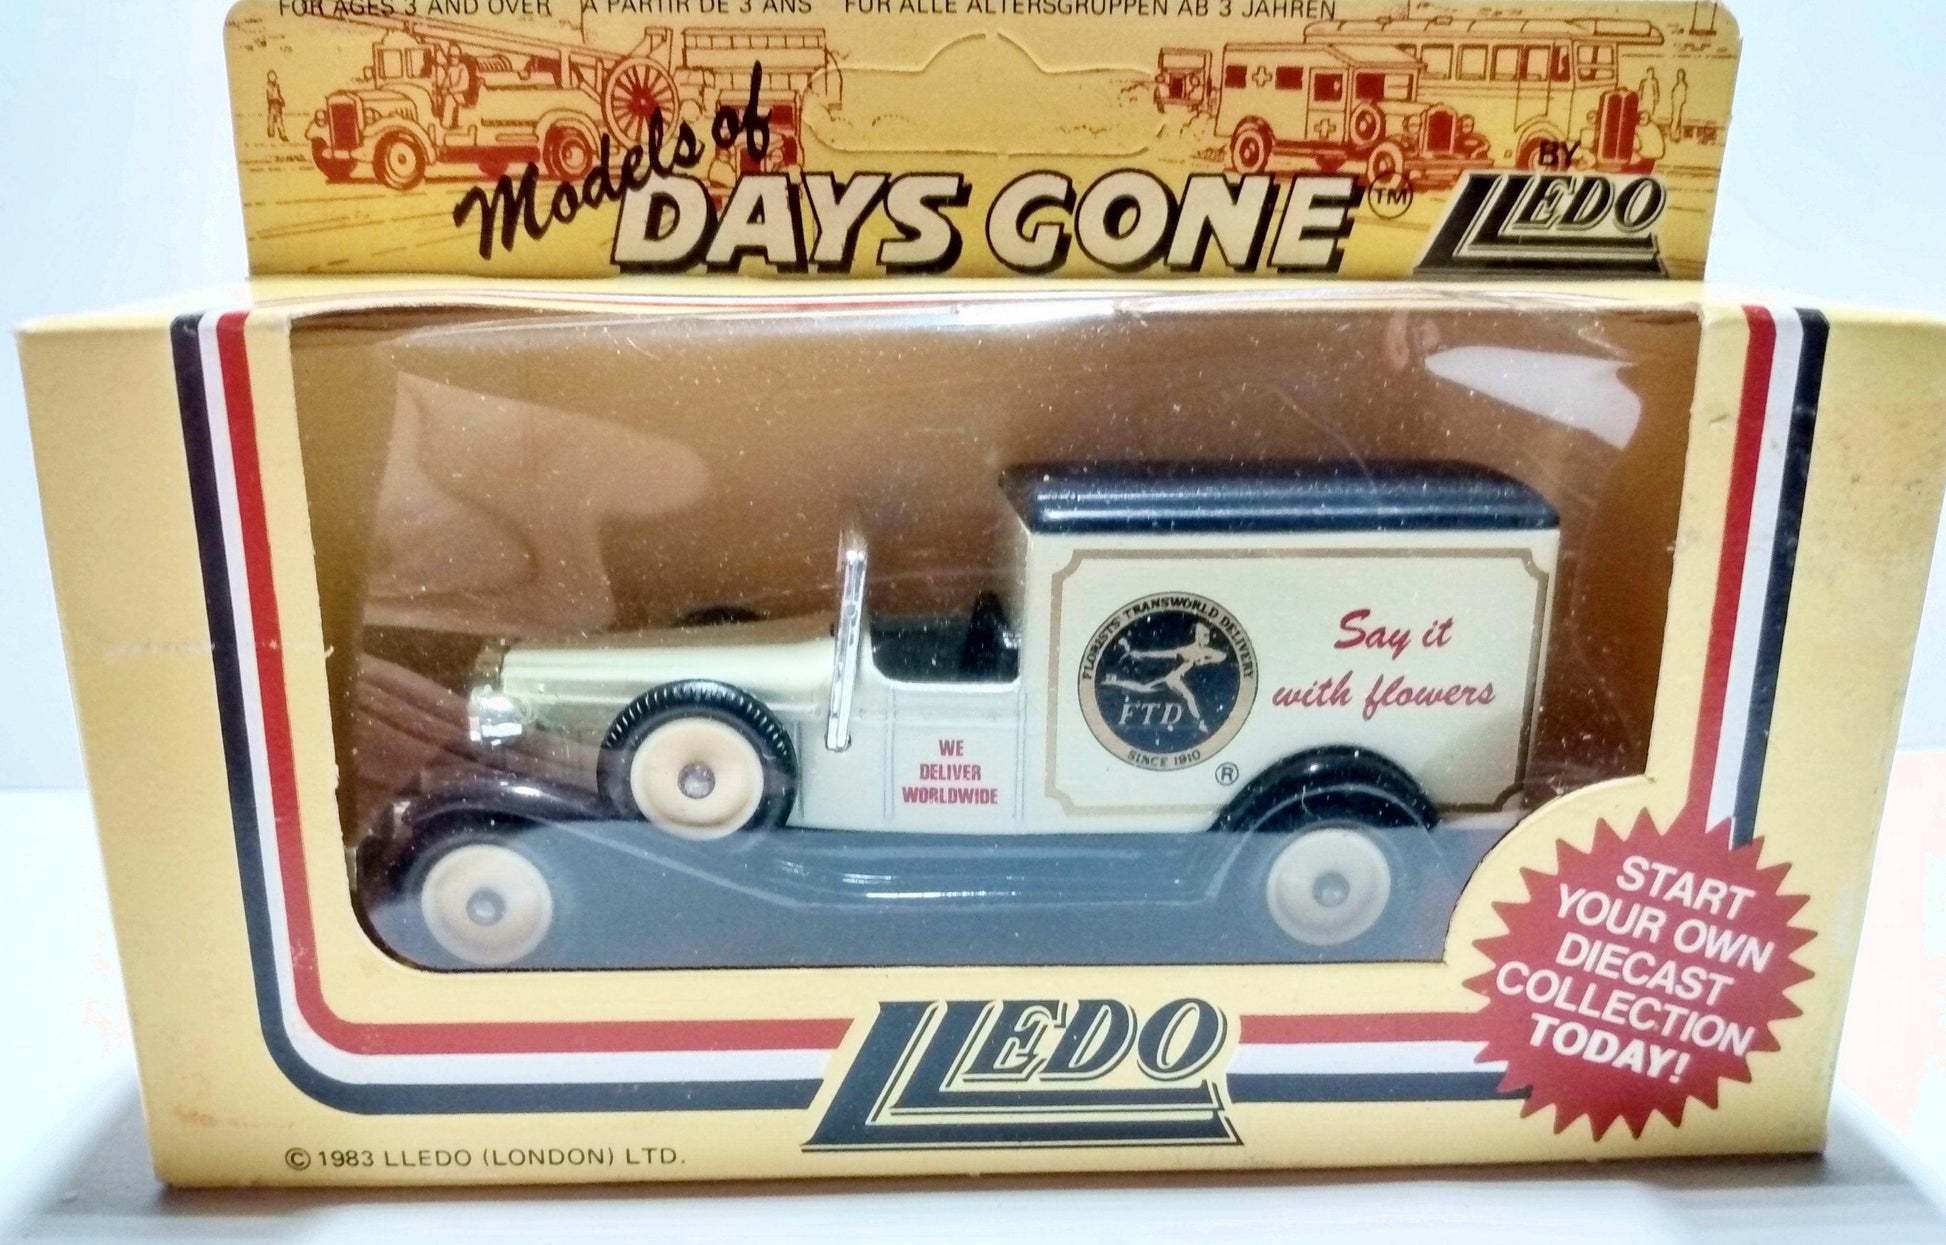 FOR AGES 3 AND OVER A PARTIR DE 3 ANS FÜR ALLE ALTERSGRUPPEN AB 3 JAHREN
Models of
DAYS GONE™
BY
LLEDO
FLORISTS' TRANSWORLD DELIVERY
FTD
SINCE 1910
®
Say it
with flowers
WE
DELIVER
WORLDWIDE
START
YOUR OWN
DIECAST
COLLECTION
TODAY!
LLEDO
© 1983 LLEDO (LONDON) LTD.